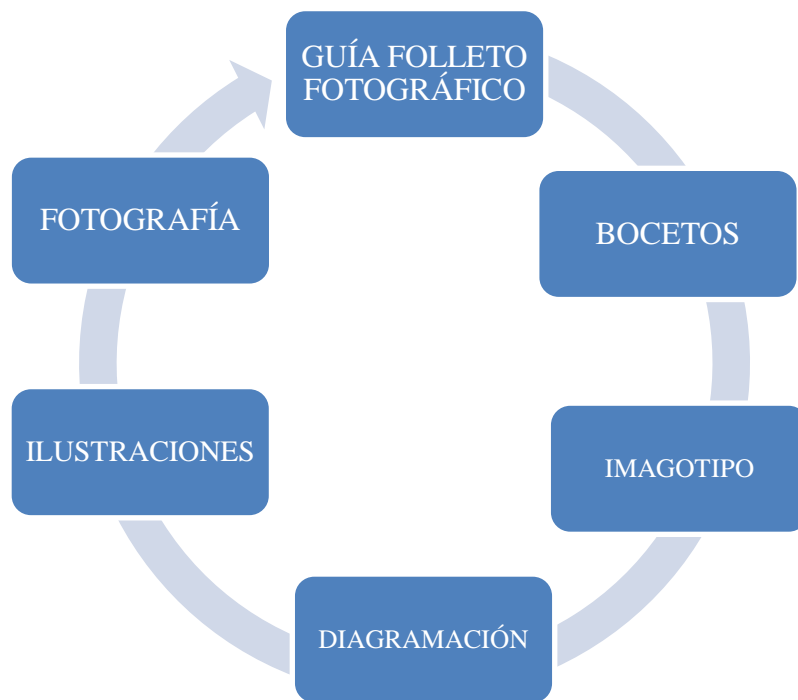 GUÍA FOLLETO
FOTOGRÁFICO
BOCETOS
IMAGOTIPO
DIAGRAMACIÓN
ILUSTRACIONES
FOTOGRAFÍA